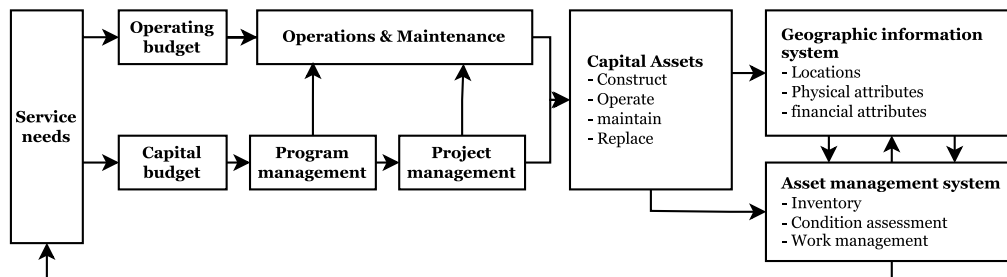 Service
needs
Operating
budget
Operations & Maintenance
Capital
budget
Program
management
Project
management
Capital Assets
- Construct
- Operate
- maintain
- Replace
Geographic information
system
- Locations
- Physical attributes
- financial attributes
Asset management system
- Inventory
- Condition assessment
- Work management